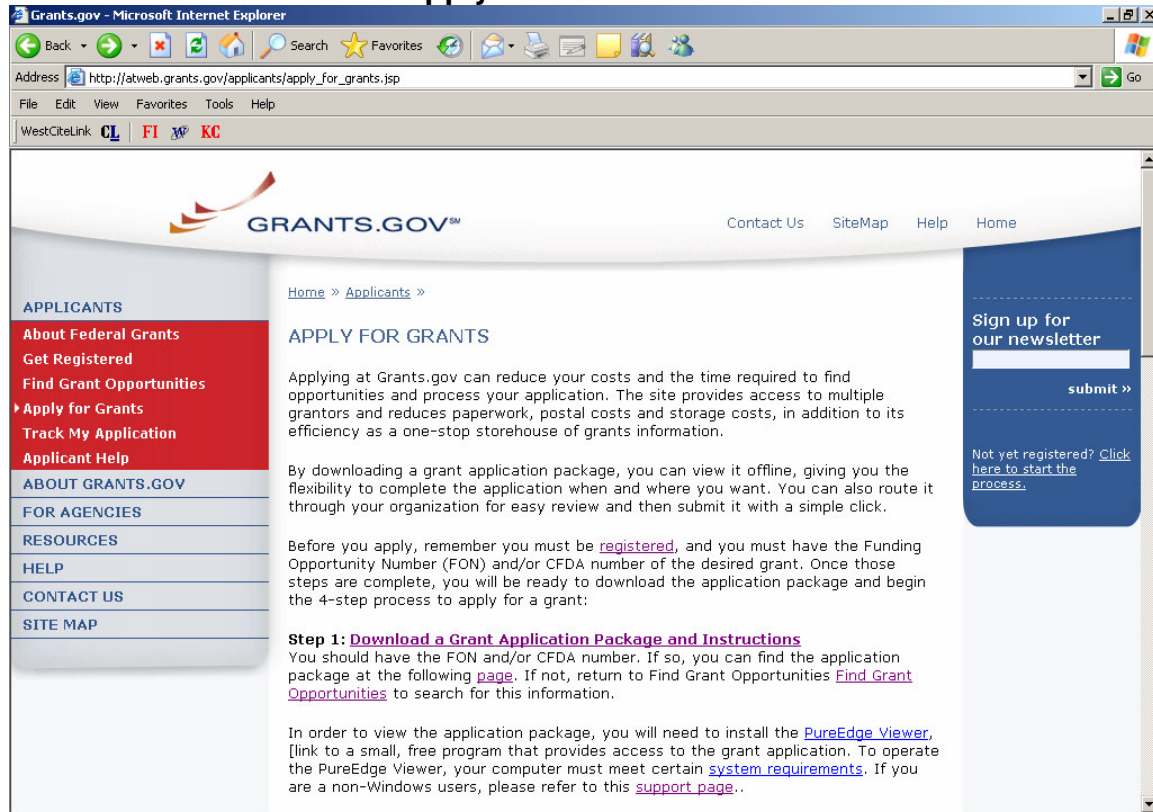 Apply
Grants.gov - Microsoft Internet Explorer
Back Search Favorites
Address http://atweb.grants.gov/applicants/apply_for_grants.jsp Go
File Edit View Favorites Tools Help
WestCiteLink CL FI KC
GRANTS.GOV℠
Contact Us SiteMap Help Home
APPLICANTS
About Federal Grants
Get Registered
Find Grant Opportunities
Apply for Grants
Track My Application
Applicant Help
ABOUT GRANTS.GOV
FOR AGENCIES
RESOURCES
HELP
CONTACT US
SITE MAP
Home » Applicants »
APPLY FOR GRANTS
Applying at Grants.gov can reduce your costs and the time required to find
opportunities and process your application. The site provides access to multiple
grantors and reduces paperwork, postal costs and storage costs, in addition to its
efficiency as a one-stop storehouse of grants information.
By downloading a grant application package, you can view it offline, giving you the
flexibility to complete the application when and where you want. You can also route it
through your organization for easy review and then submit it with a simple click.
Before you apply, remember you must be registered, and you must have the Funding
Opportunity Number (FON) and/or CFDA number of the desired grant. Once those
steps are complete, you will be ready to download the application package and begin
the 4-step process to apply for a grant:
Step 1: Download a Grant Application Package and Instructions
You should have the FON and/or CFDA number. If so, you can find the application
package at the following page. If not, return to Find Grant Opportunities Find Grant
Opportunities to search for this information.
In order to view the application package, you will need to install the PureEdge Viewer,
[link to a small, free program that provides access to the grant application. To operate
the PureEdge Viewer, your computer must meet certain system requirements. If you
are a non-Windows users, please refer to this support page..
Sign up for
our newsletter
submit »
Not yet registered? Click
here to start the
process.